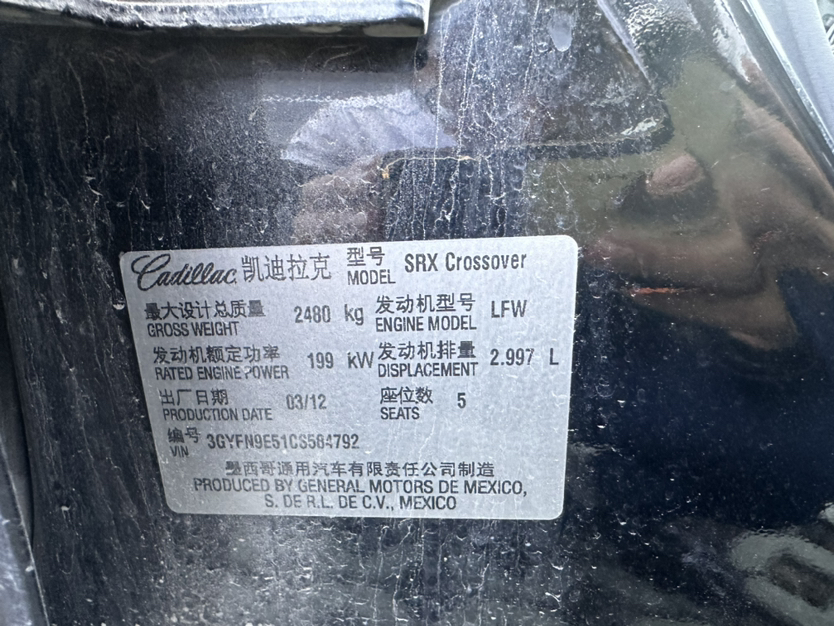 Cadillac 凯迪拉克 型号 MODEL SRX Crossover
最大设计总质量 GROSS WEIGHT 2480 kg 发动机型号 ENGINE MODEL LFW
发动机额定功率 RATED ENGINE POWER 199 kW 发动机排量 DISPLACEMENT 2.997 L
出厂日期 PRODUCTION DATE 03/12 座位数 SEATS 5
编号 VIN 3GYFN9E51CS564792
墨西哥通用汽车有限责任公司制造
PRODUCED BY GENERAL MOTORS DE MEXICO,
S. DE R.L. DE C.V., MEXICO